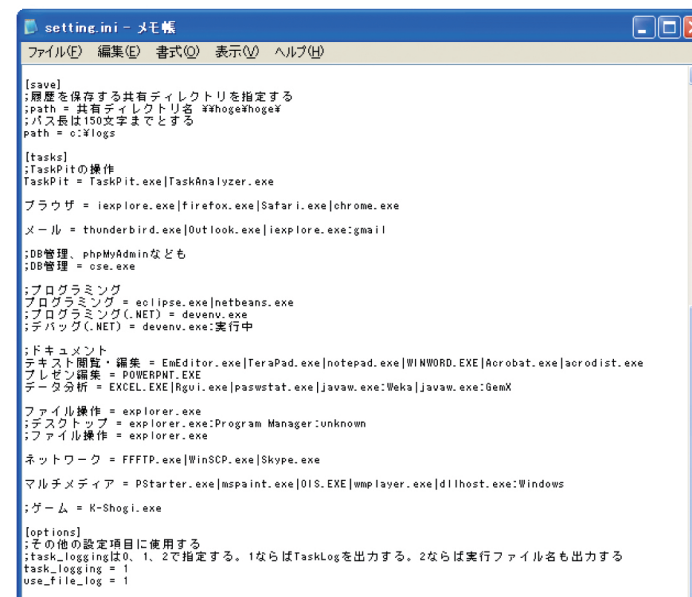 setting.ini - メモ帳
ファイル(F) 編集(E) 書式(O) 表示(V) ヘルプ(H)
[save]
;履歴を保存する共有ディレクトリを指定する
;path = 共有ディレクトリ名 ¥¥hoge¥hoge¥
;パス長は150文字までとする
path = c:¥logs
[tasks]
;TaskPitの操作
TaskPit = TaskPit.exe|TaskAnalyzer.exe
ブラウザ = iexplore.exe|firefox.exe|Safari.exe|chrome.exe
メール = thunderbird.exe|Outlook.exe|iexplore.exe:gmail
;DB管理、phpMyAdminなども
;DB管理 = cse.exe
;プログラミング
プログラミング = eclipse.exe|netbeans.exe
;プログラミング(.NET) = devenv.exe
;デバッグ(.NET) = devenv.exe:実行中
;ドキュメント
テキスト閲覧・編集 = EmEditor.exe|TeraPad.exe|notepad.exe|WINWORD.EXE|Acrobat.exe|acrodist.exe
プレゼン編集 = POWERPNT.EXE
データ分析 = EXCEL.EXE|Rgui.exe|paswstat.exe|javaw.exe:Weka|javaw.exe:GemX
ファイル操作 = explorer.exe
;デスクトップ = explorer.exe:Program Manager:unknown
;ファイル操作 = explorer.exe
ネットワーク = FFFTP.exe|WinSCP.exe|Skype.exe
マルチメディア = PStarter.exe|mspaint.exe|OIS.EXE|wmplayer.exe|dllhost.exe:Windows
;ゲーム = K-Shogi.exe
[options]
;その他の設定項目に使用する
;task_loggingは0、1、2で指定する。1ならばTaskLogを出力する。2ならば実行ファイル名も出力する
task_logging = 1
use_file_log = 1